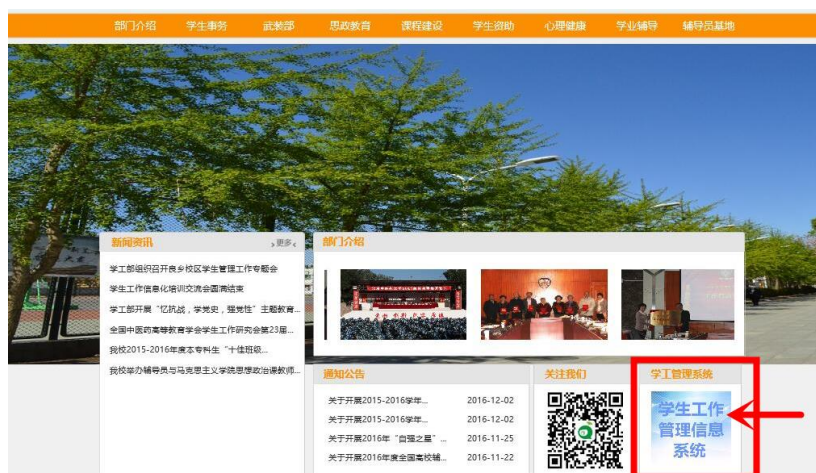 部门介绍 学生事务 武装部 思政教育 课程建设 学生资助 心理健康 学业辅导 辅导员基地
新闻资讯 更多
学工部组织召开良乡校区学生管理工作专题会
学生工作信息化培训交流会圆满结束
学工部开展“忆抗战，学党史，强党性”主题教育...
全国中医药高等教育学会学生工作研究会第23届...
我校2015-2016年度本专科生“十佳班级...
我校举办辅导员与马克思主义学院思想政治课教师...
部门介绍
通知公告
关于开展2015-2016学年... 2016-12-02
关于开展2015-2016学年... 2016-12-02
关于开展2016年“自强之星”... 2016-11-25
关于开展2016年度全国高校辅... 2016-11-22
关注我们
学工管理系统
学生工作
管理信息
系统